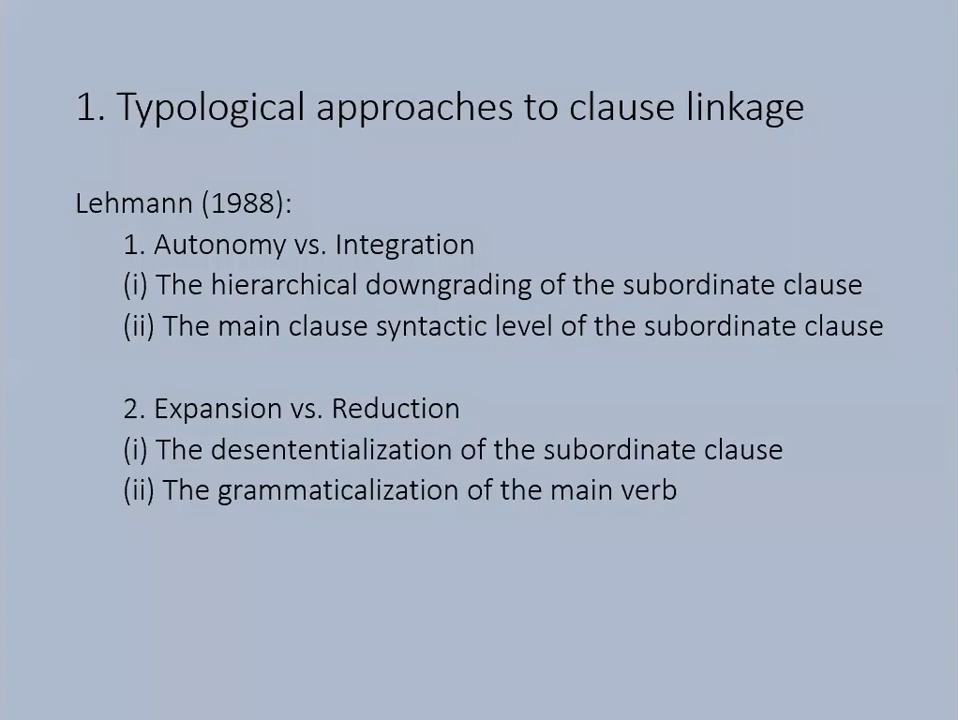 1. Typological approaches to clause linkage
Lehmann (1988):
1. Autonomy vs. Integration
(i) The hierarchical downgrading of the subordinate clause
(ii) The main clause syntactic level of the subordinate clause
2. Expansion vs. Reduction
(i) The desententialization of the subordinate clause
(ii) The grammaticalization of the main verb